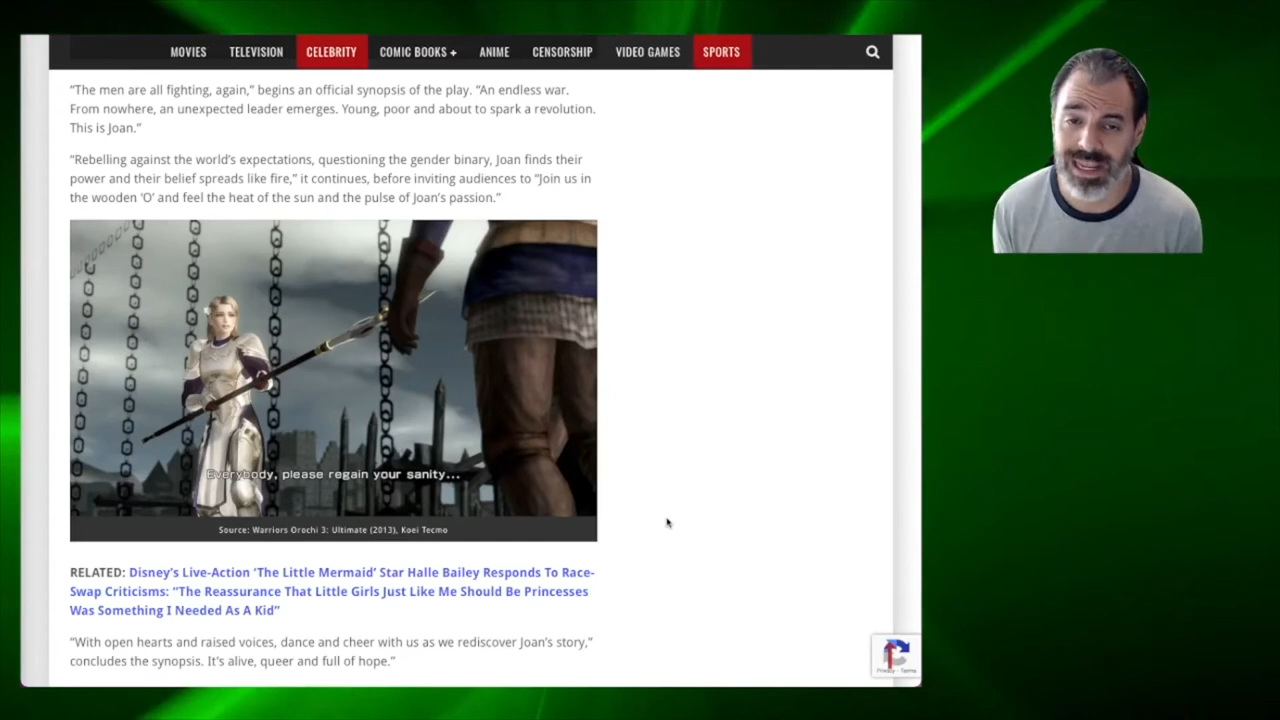 MOVIES TELEVISION CELEBRITY COMIC BOOKS + ANIME CENSORSHIP VIDEO GAMES SPORTS
“The men are all fighting, again,” begins an official synopsis of the play. “An endless war.
From nowhere, an unexpected leader emerges. Young, poor and about to spark a revolution.
This is Joan.”
“Rebelling against the world’s expectations, questioning the gender binary, Joan finds their
power and their belief spreads like fire,” it continues, before inviting audiences to “Join us in
the wooden ‘O’ and feel the heat of the sun and the pulse of Joan’s passion.”
Everybody, please regain your sanity...
Source: Warriors Orochi 3: Ultimate (2013), Koei Tecmo
RELATED: Disney’s Live-Action ‘The Little Mermaid’ Star Halle Bailey Responds To Race-
Swap Criticisms: “The Reassurance That Little Girls Just Like Me Should Be Princesses
Was Something I Needed As A Kid”
“With open hearts and raised voices, dance and cheer with us as we rediscover Joan’s story,”
concludes the synopsis. It’s alive, queer and full of hope.”
Privacy - Terms